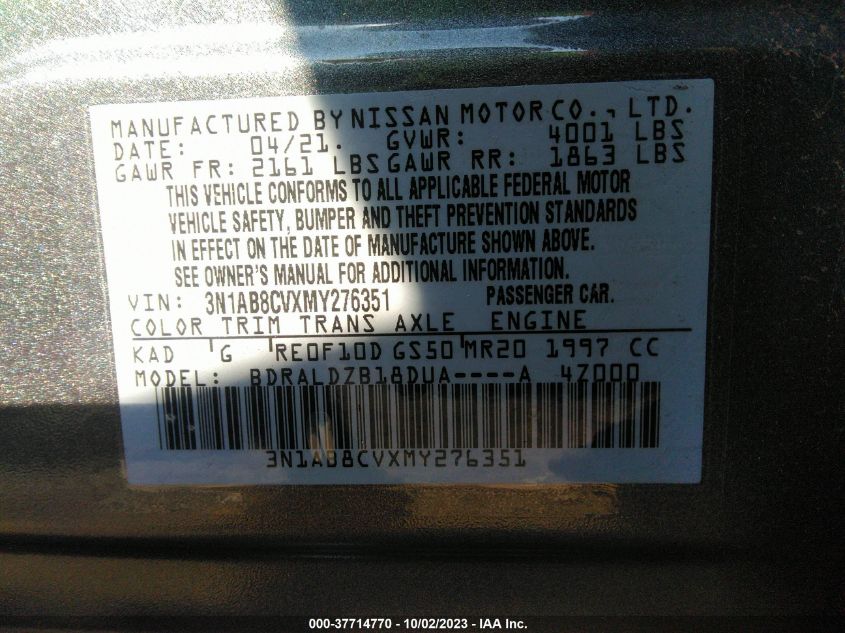 MANUFACTURED BY NISSAN MOTOR CO., LTD.
DATE: 04/21. GVWR: 4001 LBS
GAWR FR: 2161 LBS GAWR RR: 1863 LBS
THIS VEHICLE CONFORMS TO ALL APPLICABLE FEDERAL MOTOR
VEHICLE SAFETY, BUMPER AND THEFT PREVENTION STANDARDS
IN EFFECT ON THE DATE OF MANUFACTURE SHOWN ABOVE.
SEE OWNER'S MANUAL FOR ADDITIONAL INFORMATION.
VIN: 3N1AB8CVXMY276351 PASSENGER CAR.
COLOR TRIM TRANS AXLE ENGINE
KAD G RE0F10D GS50 MR20 1997 CC
MODEL: BDRALDZB18DUA----A 4Z000
3N1AB8CVXMY276351
000-37714770 - 10/02/2023 - IAA Inc.